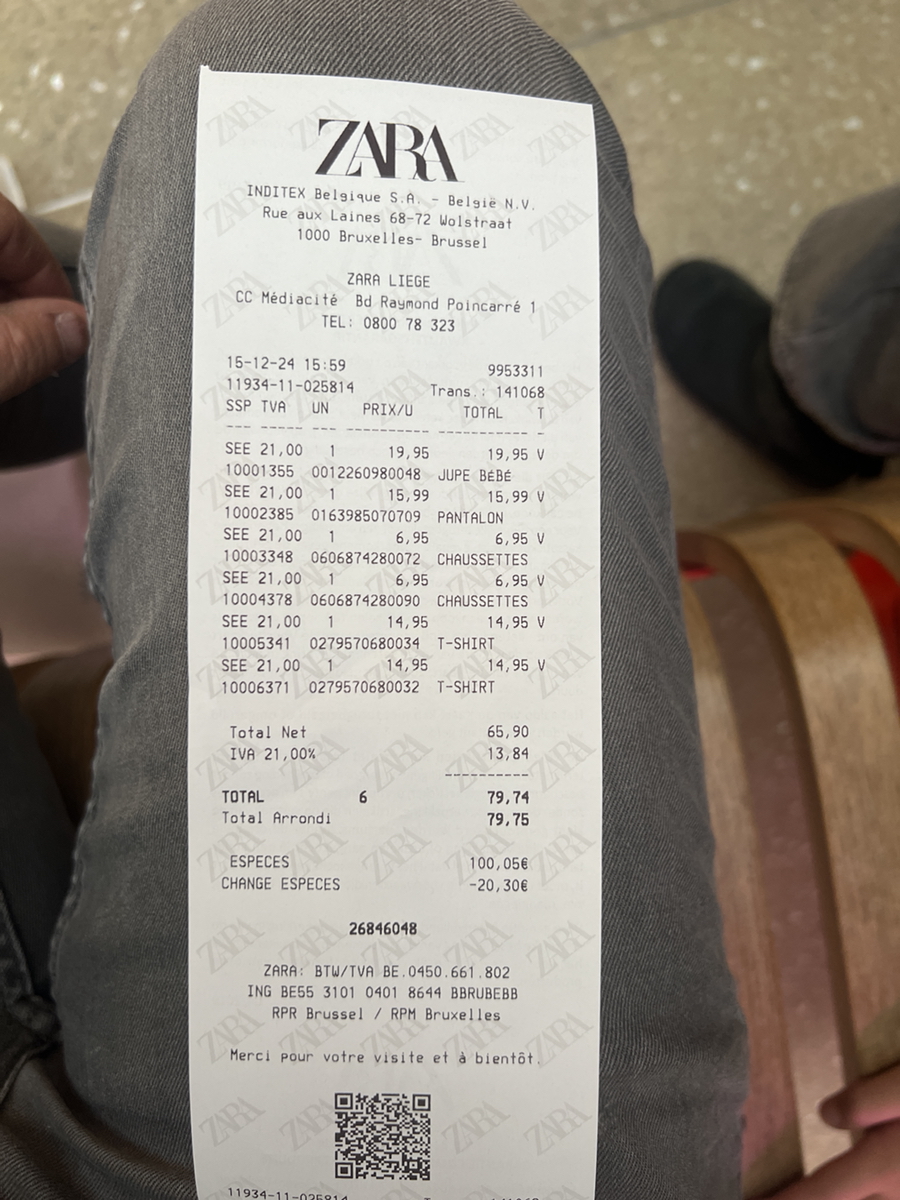 ZARA
INDITEX Belgique S.A. - België N.V.
Rue aux Laines 68-72 Wolstraat
1000 Bruxelles- Brussel
ZARA LIEGE
CC Médiacité Bd Raymond Poincarré 1
TEL: 0800 78 323
15-12-24 15:59 9953311
11934-11-025814 Trans.: 141068
SSP TVA UN PRIX/U TOTAL T
--- ----- --- ---------- ----------- -
SEE 21,00 1 19,95 19,95 V
10001355 0012260980048 JUPE BéBÉ
SEE 21,00 1 15,99 15,99 V
10002385 0163985070709 PANTALON
SEE 21,00 1 6,95 6,95 V
10003348 0606874280072 CHAUSSETTES
SEE 21,00 1 6,95 6,95 V
10004378 0606874280090 CHAUSSETTES
SEE 21,00 1 14,95 14,95 V
10005341 0279570680034 T-SHIRT
SEE 21,00 1 14,95 14,95 V
10006371 0279570680032 T-SHIRT
Total Net 65,90
IVA 21,00% 13,84
----------
TOTAL 6 79,74
Total Arrondi 79,75
ESPECES 100,05€
CHANGE ESPECES -20,30€
26846048
ZARA: BTW/TVA BE.0450.661.802
ING BE55 3101 0401 8644 BBRUBEBB
RPR Brussel / RPM Bruxelles
Merci pour votre visite et à bientôt.
11934-11-025814